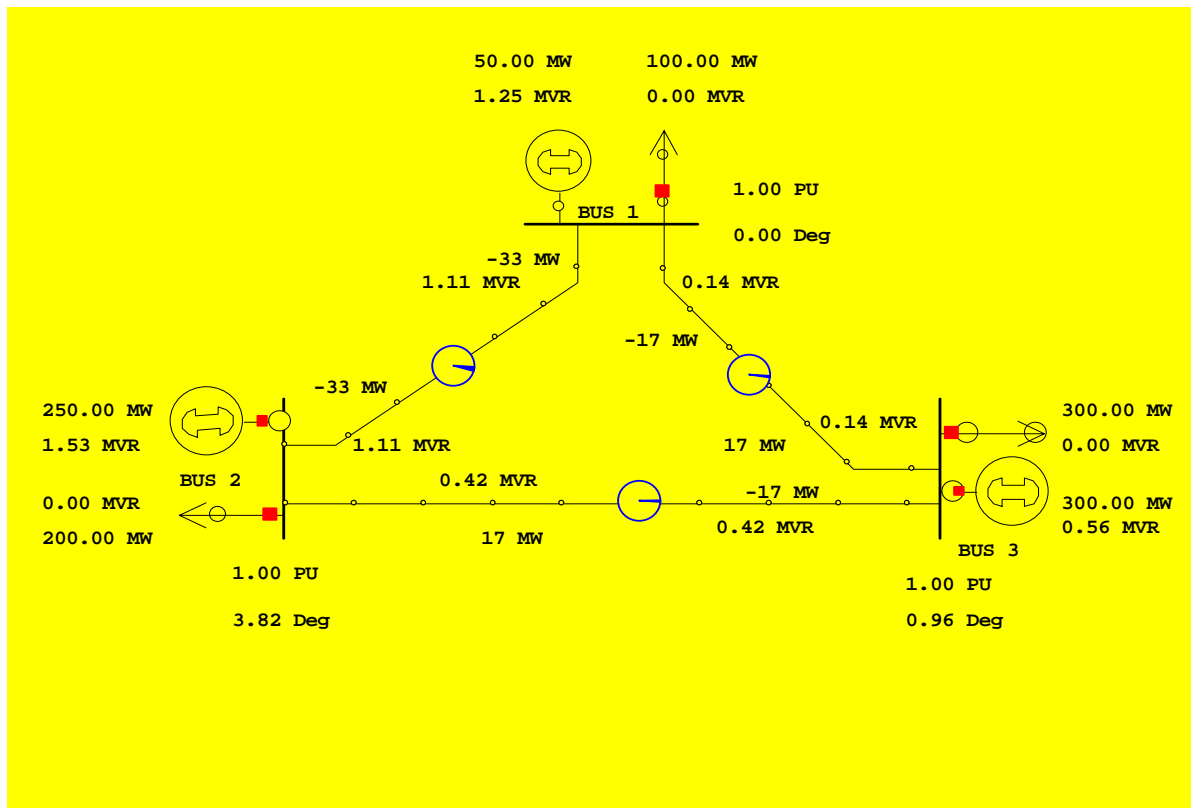 50.00 MW 100.00 MW
1.25 MVR 0.00 MVR
1.00 PU
BUS 1
0.00 Deg
-33 MW
1.11 MVR 0.14 MVR
-17 MW
-33 MW
250.00 MW 300.00 MW
0.14 MVR
1.53 MVR 1.11 MVR 17 MW 0.00 MVR
BUS 2 0.42 MVR
-17 MW
0.00 MVR 300.00 MW
0.42 MVR 0.56 MVR
200.00 MW 17 MW
BUS 3
1.00 PU 1.00 PU
3.82 Deg 0.96 Deg